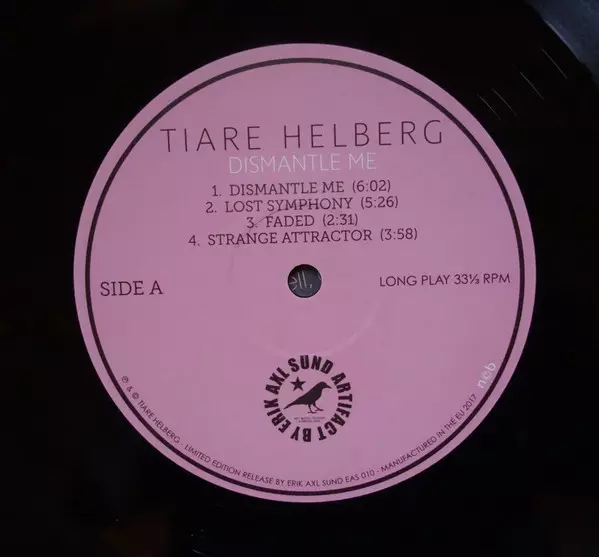 TIARE HELBERG
DISMANTLE ME
1. DISMANTLE ME (6:02)
2. LOST SYMPHONY (5:26)
3. FADED (2:31)
4. STRANGE ATTRACTOR (3:58)
SIDE A
LONG PLAY 33⅓ RPM
ARTIFACT BY ERIK AXL SUND
℗ & © TIARE HELBERG - LIMITED EDITION RELEASE BY ERIK AXL SUND EAS 010 - MANUFACTURED IN THE EU 2017
ncb